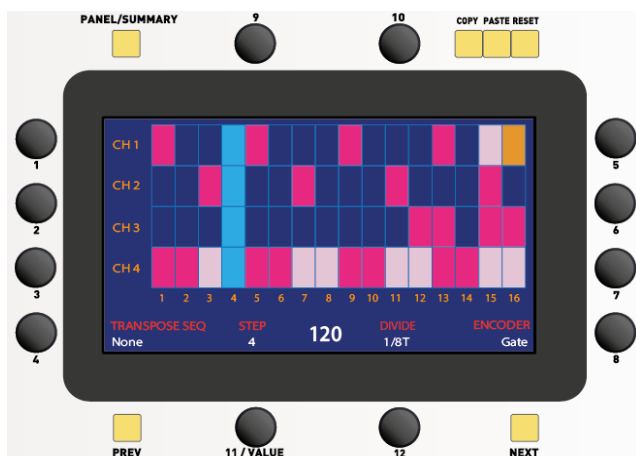 PANEL/SUMMARY
9
10
COPY PASTE RESET
1
2
3
4
5
6
7
8
CH 1
CH 2
CH 3
CH 4
1 2 3 4 5 6 7 8 9 10 11 12 13 14 15 16
TRANSPOSE SEQ STEP 120 DIVIDE ENCODER
None 4 1/8T Gate
PREV
11 / VALUE
12
NEXT